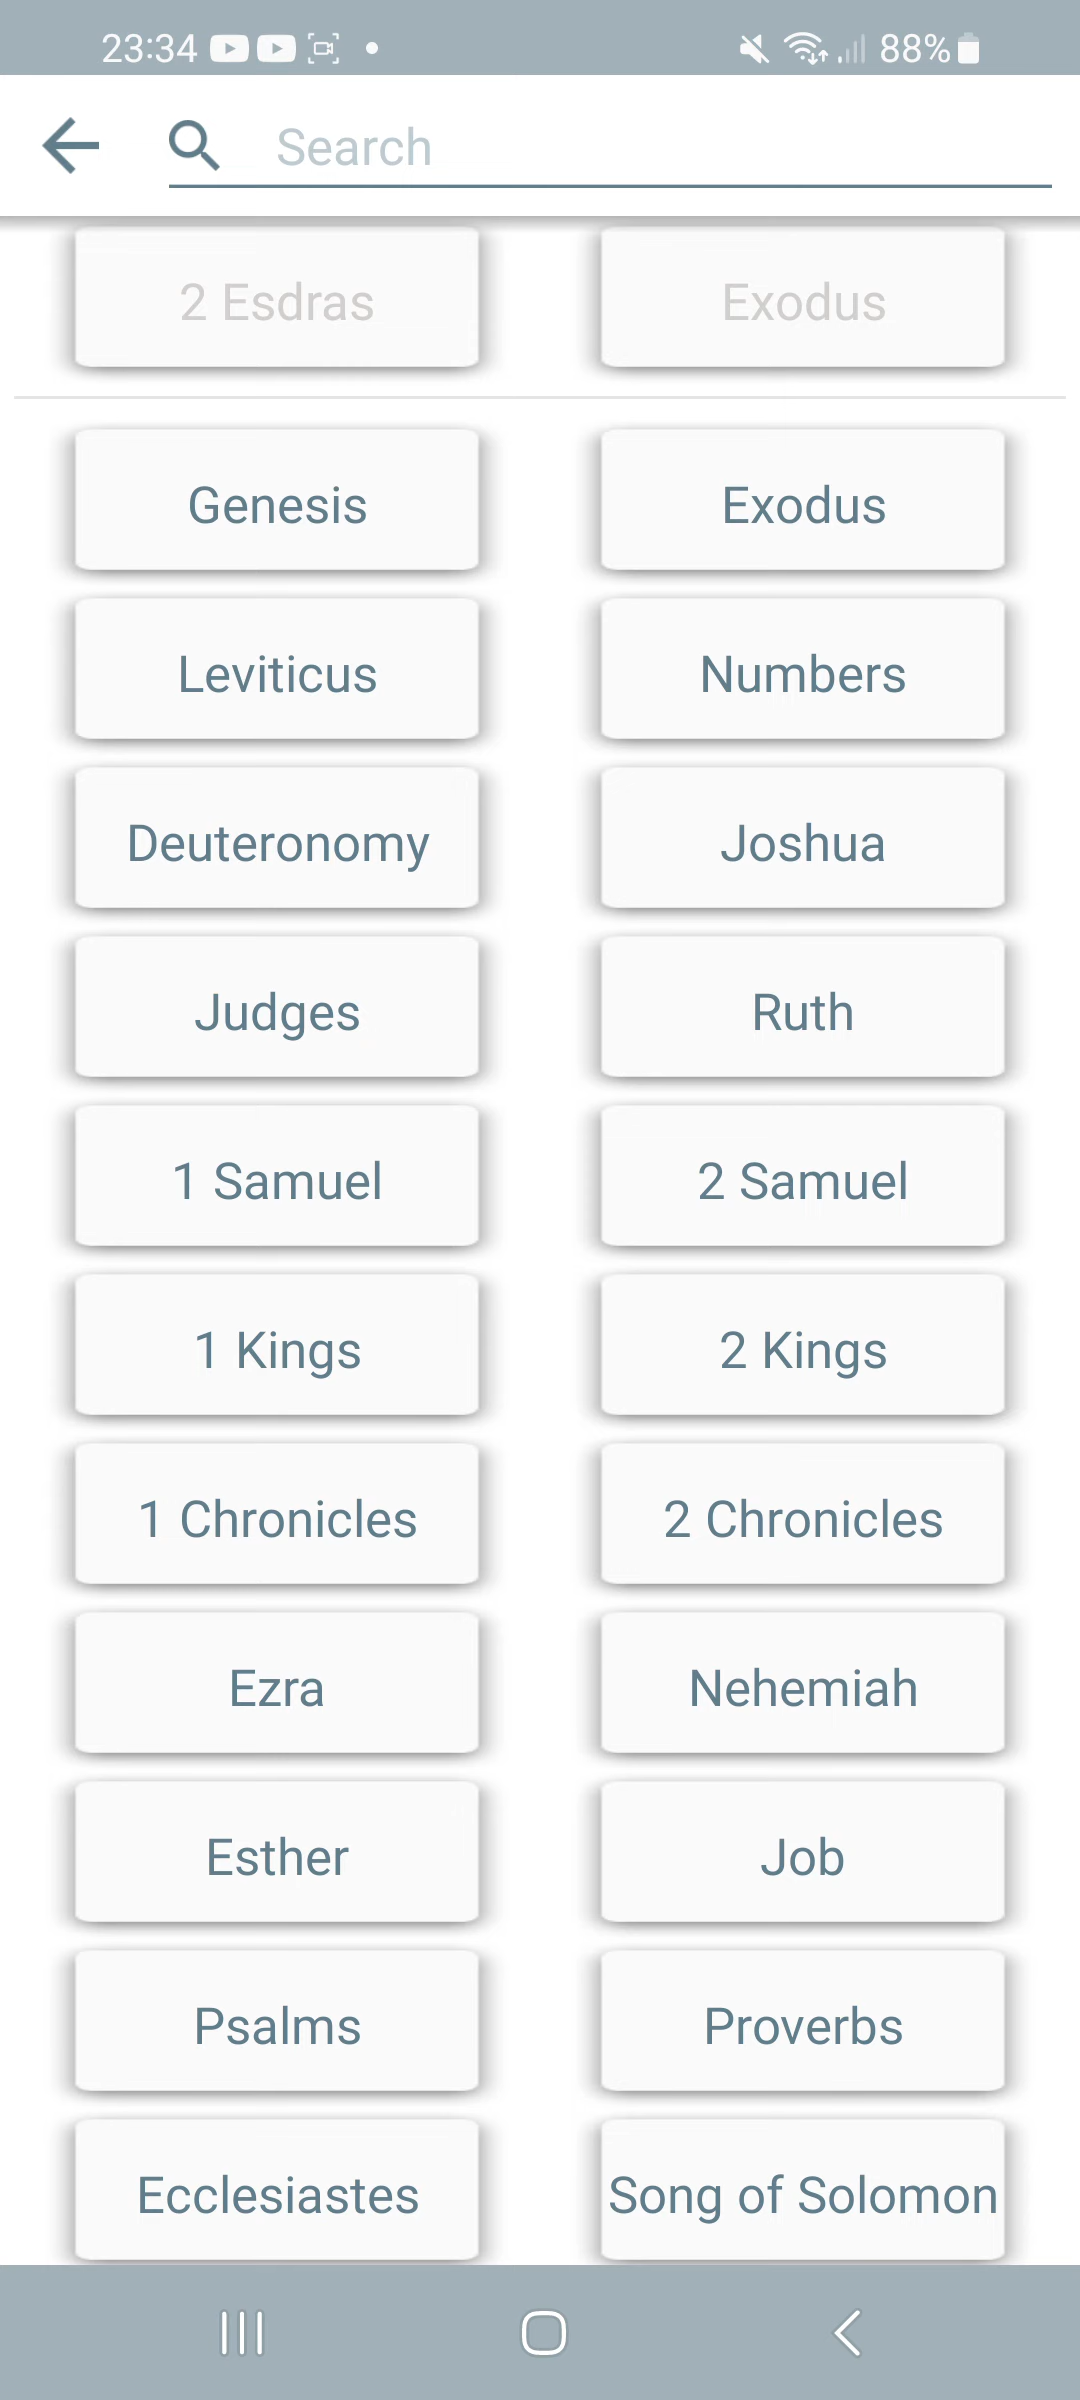 23:34 88%
Search
2 Esdras Exodus
Genesis Exodus
Leviticus Numbers
Deuteronomy Joshua
Judges Ruth
1 Samuel 2 Samuel
1 Kings 2 Kings
1 Chronicles 2 Chronicles
Ezra Nehemiah
Esther Job
Psalms Proverbs
Ecclesiastes Song of Solomon